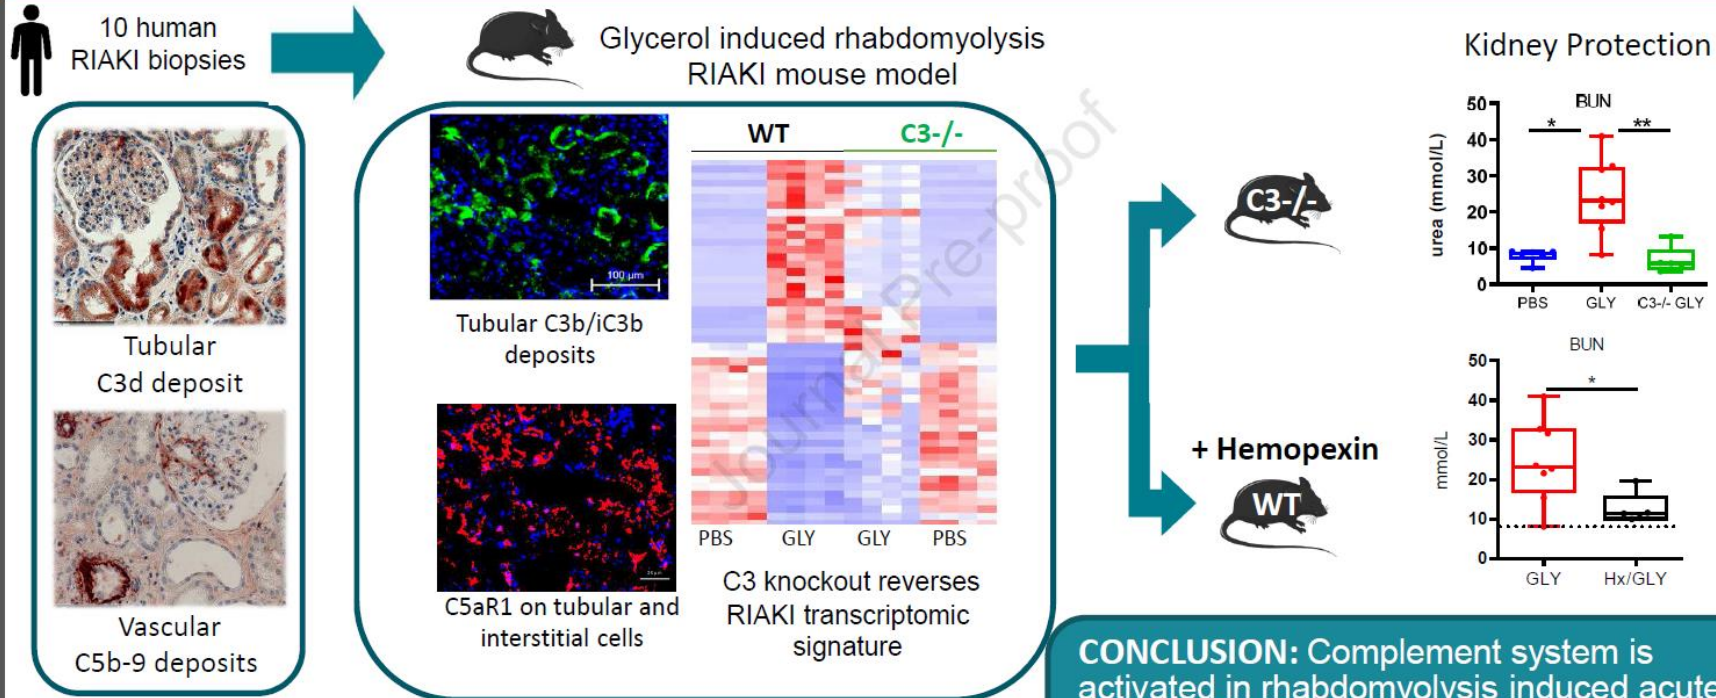 10 human
RIAKI biopsies
Glycerol induced rhabdomyolysis
RIAKI mouse model
Tubular
C3d deposit
Vascular
C5b-9 deposits
100 µm
Tubular C3b/iC3b
deposits
C5aR1 on tubular and
interstitial cells
WT
C3-/-
PBS GLY GLY PBS
C3 knockout reverses
RIAKI transcriptomic
signature
Journal Pre-proof
C3-/-
+ Hemopexin
WT
Kidney Protection
BUN
urea (mmol/L)
50
40
30
20
10
0
* **
PBS GLY C3-/- GLY
BUN
mmol/L
50
40
30
20
10
0
*
GLY Hx/GLY
CONCLUSION: Complement system is
activated in rhabdomyolysis induced acute